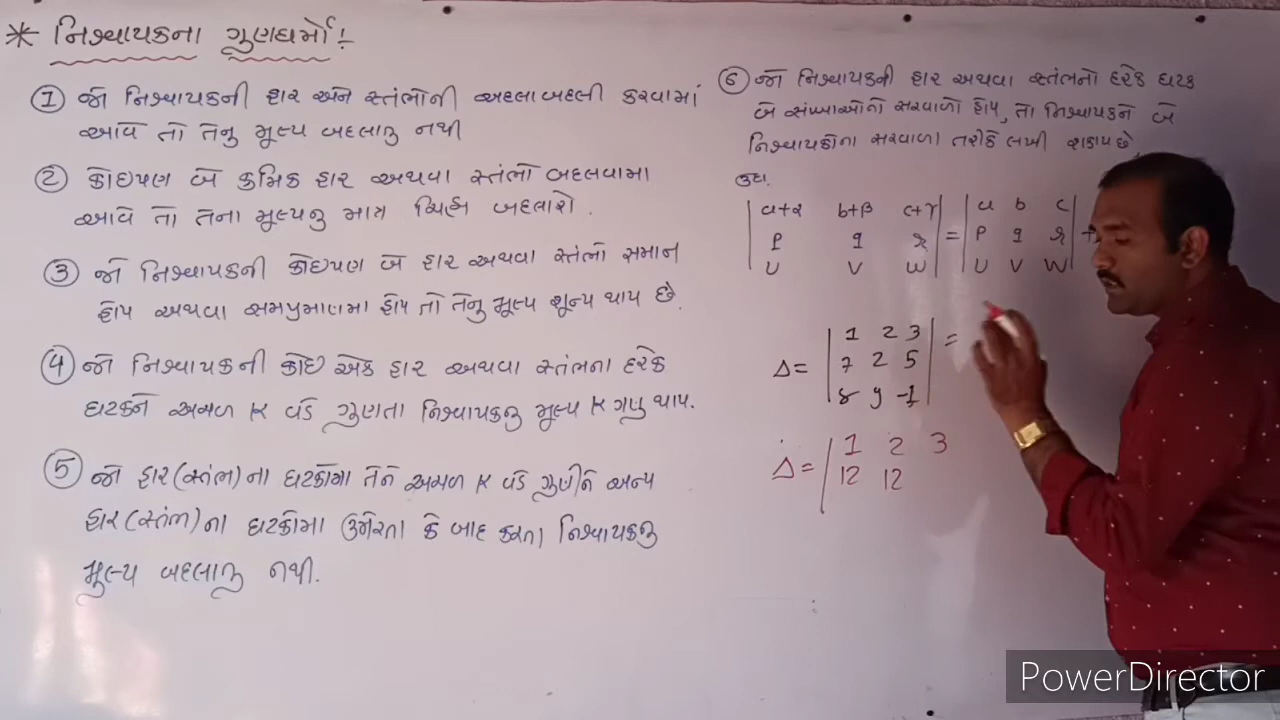 * નિશ્ચાયકના ગુણધર્મો!
① જો નિશ્ચાયકની હાર અને સ્તંભોની અદલાબદલી કરવામાં
આવે તો તેનુ મૂલ્ય બદલાતુ નથી
② કોઇપણ બે ક્રમિક હાર અથવા સ્તંભો બદલવામા
આવે તો તેના મૂલ્યનુ માત્ર ચિહ્ન બદલાશે.
③ જો નિશ્ચાયકની કોઇપણ બે હાર અથવા સ્તંભો સમાન
હોય અથવા સમપ્રમાણમા હોય તો તેનુ મૂલ્ય શૂન્ય થાય છે.
④ જો નિશ્ચાયકની કોઇ એક હાર અથવા સ્તંભના દરેક
ઘટકને અચળ K વડે ગુણતા નિશ્ચાયકનુ મૂલ્ય K ગણુ થાય.
⑤ જો હાર(સ્તંભ)ના ઘટકોમા તેને અચળ K વડે ગુણીને અન્ય
હાર(સ્તંભ)ના ઘટકોમા ઉમેરતા કે બાદ કરતા નિશ્ચાયકનુ
મૂલ્ય બદલાતુ નથી.
⑥ જો નિશ્ચાયકની હાર અથવા સ્તંભનો દરેક ઘટક
બે સંખ્યાઓનો સરવાળો હોય, તો નિશ્ચાયકને બે
નિશ્ચાયકોના સરવાળા તરીકે લખી શકાય છે.
ઉદા.
| a+α b+β c+γ | | a b c |
| p q r | = | p q r | +
| u v w | | u v w |
| 1 2 3 | =
Δ= | 7 2 5 |
| 8 y -1 |
Δ= | 1 2 3
| 12 12
PowerDirector